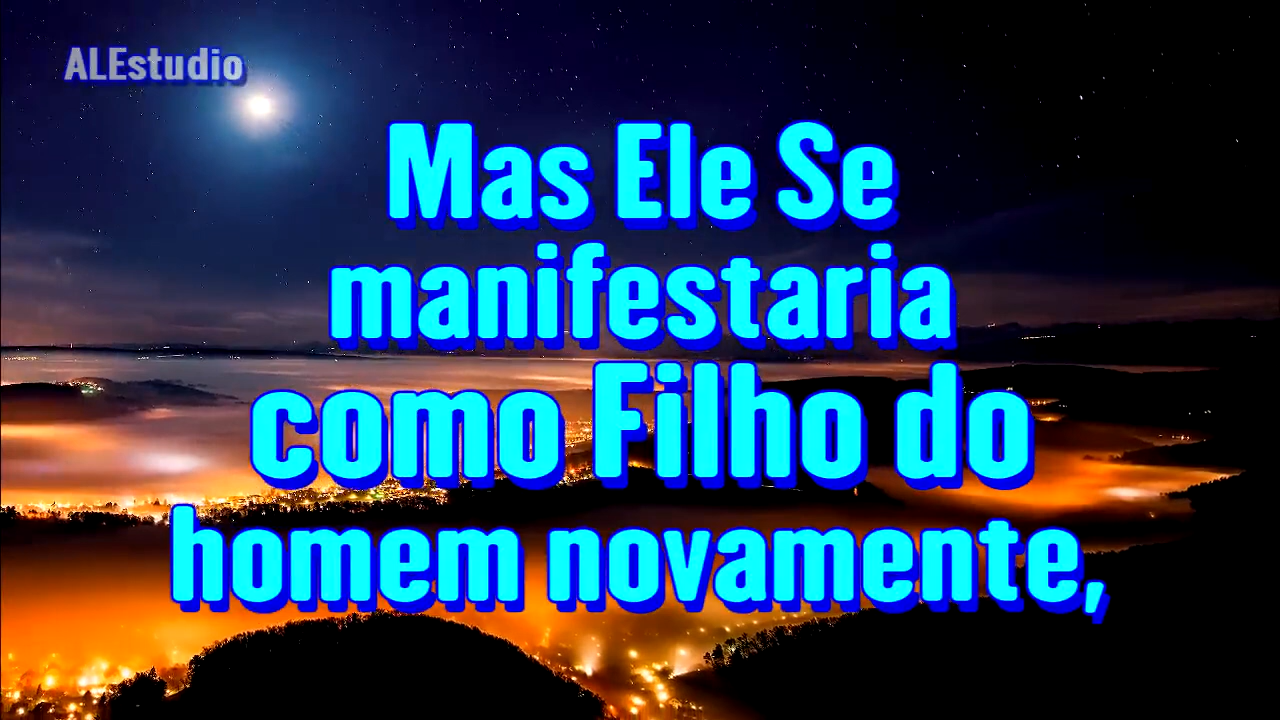 ALEstudio
Mas Ele Se
manifestaria
como Filho do
homem novamente,